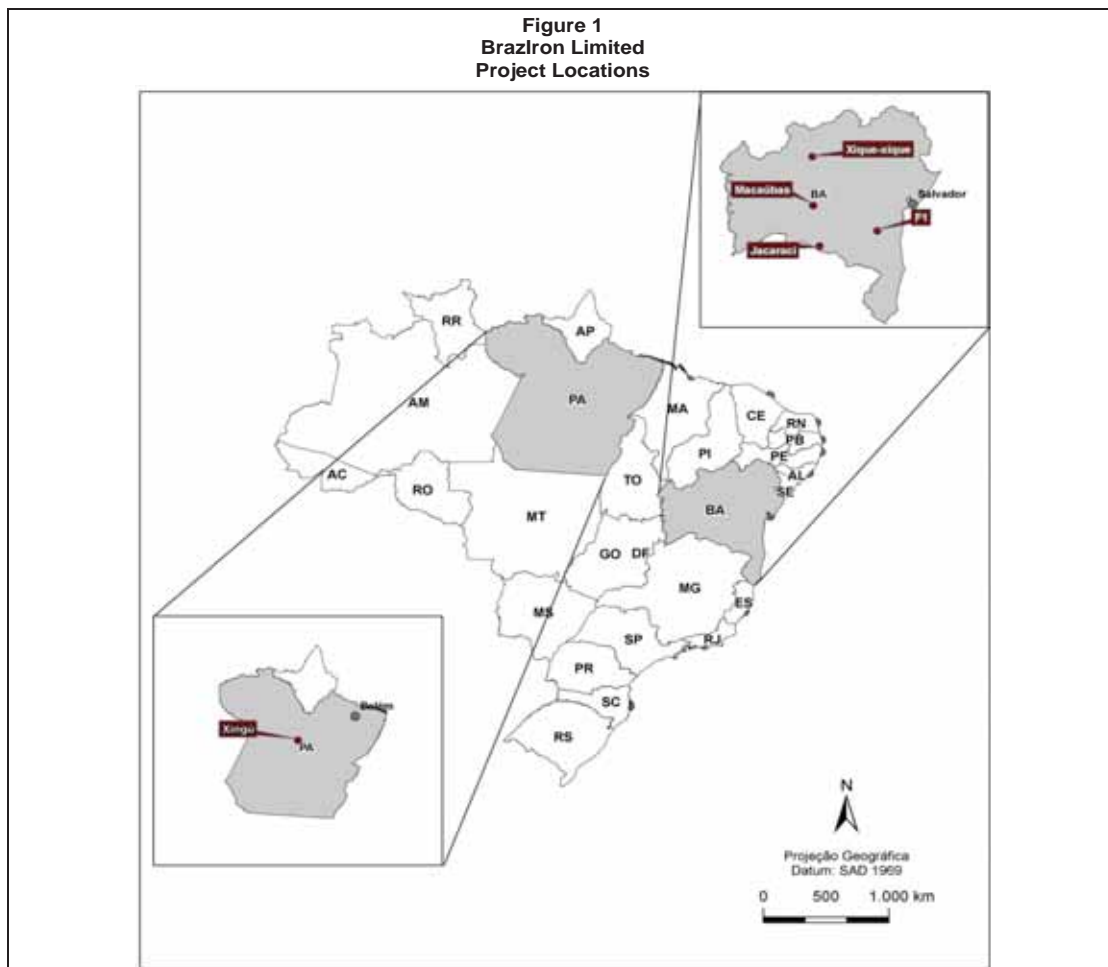 Figure 1
BrazIron Limited
Project Locations
Xique-xique
Macaúbas
BA
Salvador
F1
Jacaraci
RR
AP
AM
PA
MA
CE
RN
PB
PE
AL
SE
PI
AC
RO
TO
BA
MT
GO
DF
MG
ES
MS
SP
RJ
PR
SC
RS
Belém
Xingú
PA
N
Projeção Geográfica
Datum: SAD 1969
0 500 1.000 km